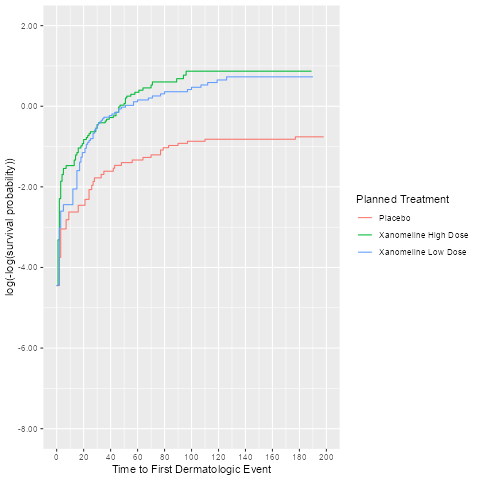 2.00
0.00
-2.00
-4.00
-6.00
-8.00
log(-log(survival probability))
0 20 40 60 80 100 120 140 160 180 200
Time to First Dermatologic Event
Planned Treatment
Placebo
Xanomeline High Dose
Xanomeline Low Dose